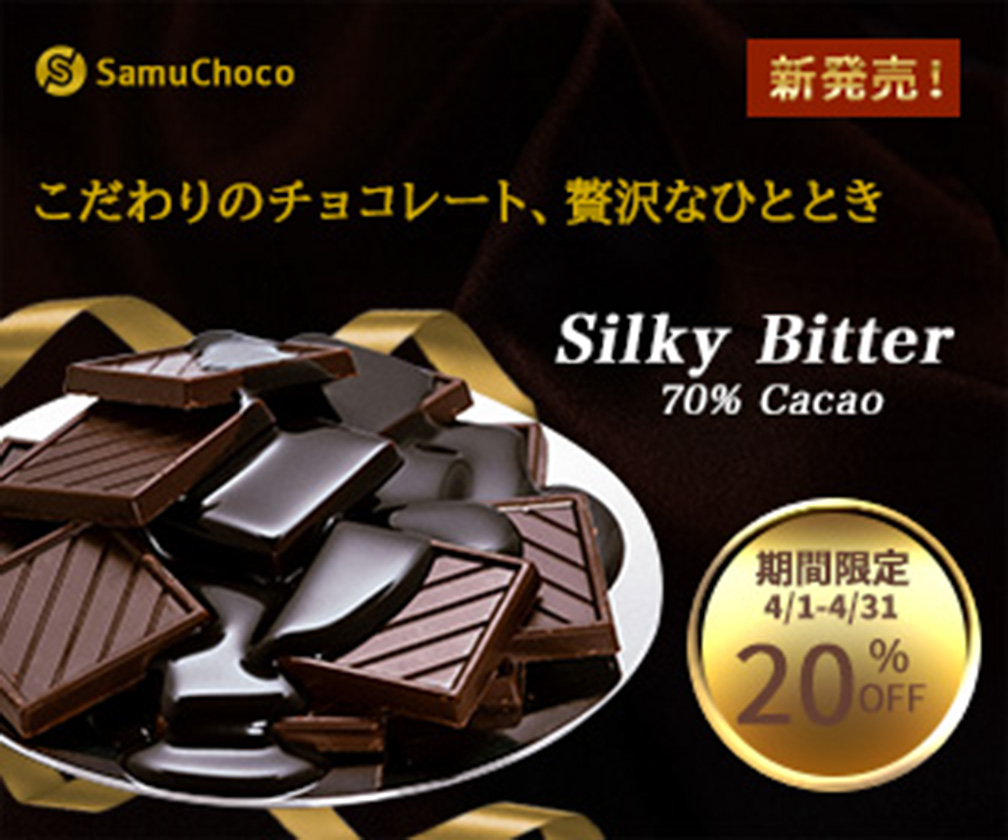 SamuChoco
新発売!
こだわりのチョコレート、贅沢なひととき
Silky Bitter
70% Cacao
期間限定
4/1-4/31
20%
OFF